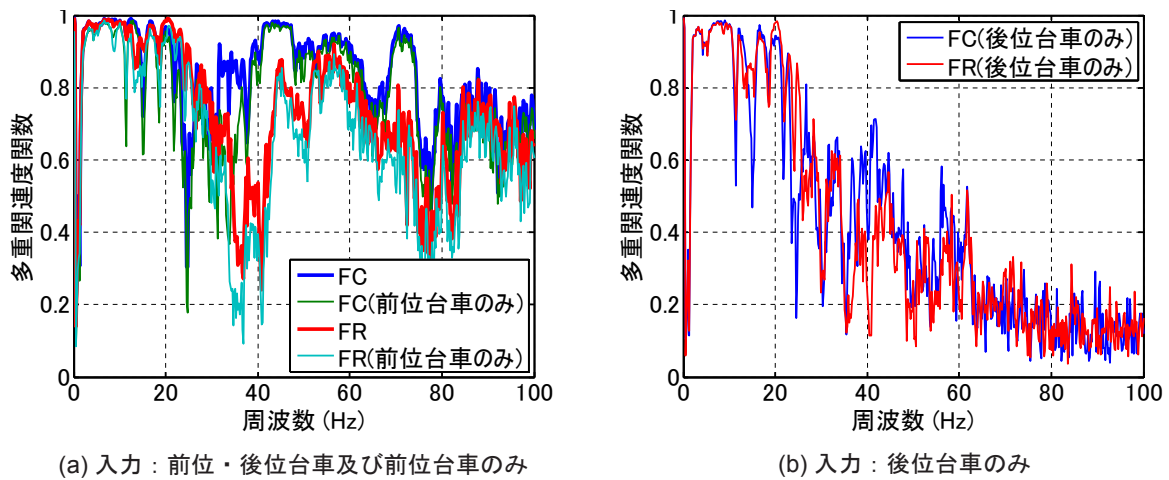 多重関連度関数
1
0.8
0.6
0.4
0.2
0
0
20
40
60
80
100
周波数 (Hz)
FC
FC(前位台車のみ)
FR
FR(前位台車のみ)
(a) 入力：前位・後位台車及び前位台車のみ
多重関連度関数
1
0.8
0.6
0.4
0.2
0
0
20
40
60
80
100
周波数 (Hz)
FC(後位台車のみ)
FR(後位台車のみ)
(b) 入力：後位台車のみ